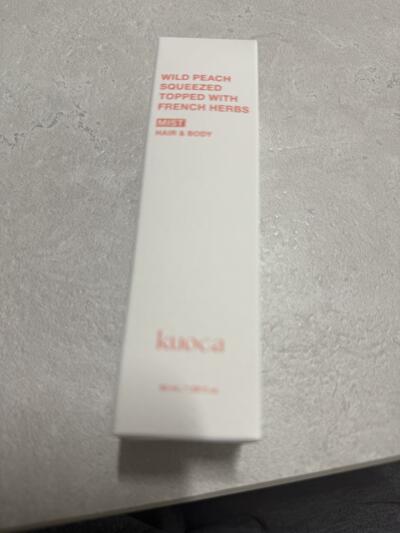 WILD PEACH
SQUEEZED
TOPPED WITH
FRENCH HERBS
MIST
HAIR & BODY
kuoca